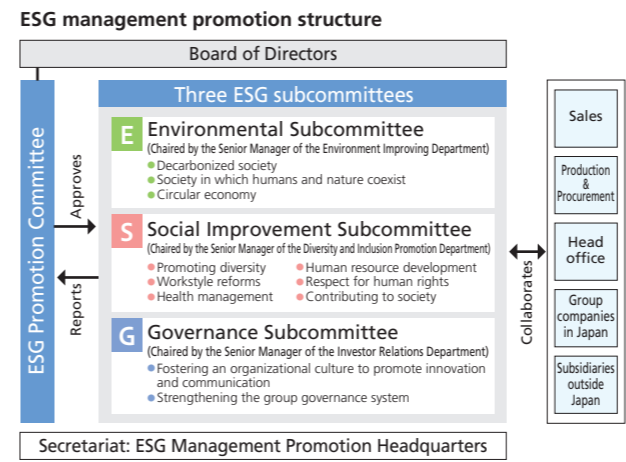 ESG management promotion structure
Board of Directors
ESG Promotion Committee
Approves
Reports
Three ESG subcommittees
E Environmental Subcommittee
(Chaired by the Senior Manager of the Environment Improving Department)
●Decarbonized society
●Society in which humans and nature coexist
●Circular economy
S Social Improvement Subcommittee
(Chaired by the Senior Manager of the Diversity and Inclusion Promotion Department)
●Promoting diversity ●Human resource development
●Workstyle reforms ●Respect for human rights
●Health management ●Contributing to society
G Governance Subcommittee
(Chaired by the Senior Manager of the Investor Relations Department)
●Fostering an organizational culture to promote innovation
and communication
●Strengthening the group governance system
Collaborates
Sales
Production
&
Procurement
Head
office
Group
companies
in Japan
Subsidiaries
outside
Japan
Secretariat: ESG Management Promotion Headquarters